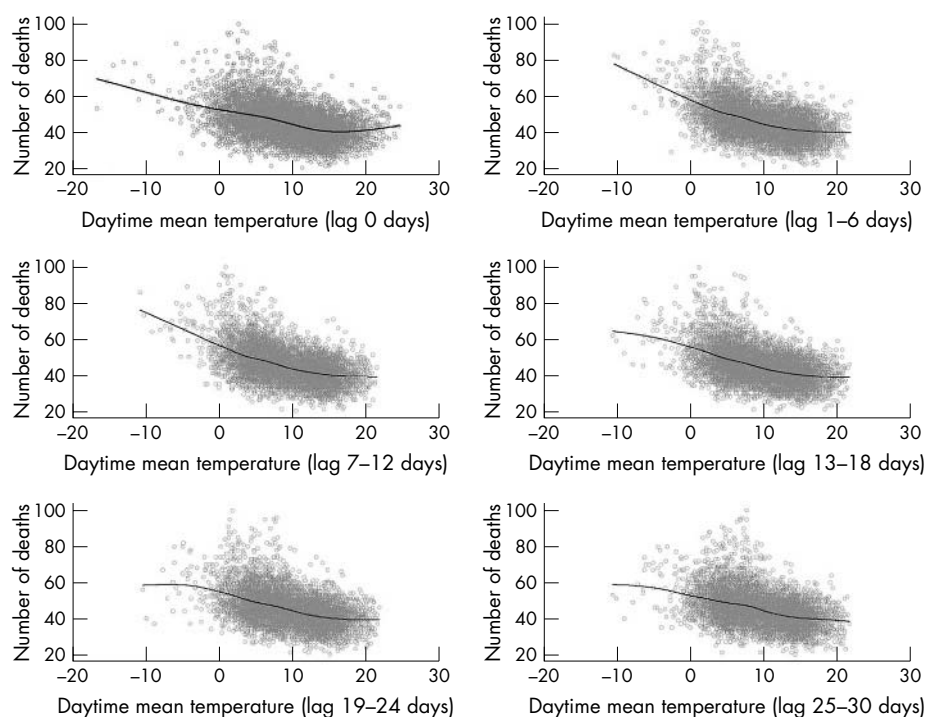 Number of deaths
100
80
60
40
20
–20 –10 0 10 20 30
Daytime mean temperature (lag 0 days)
Number of deaths
100
80
60
40
20
–20 –10 0 10 20 30
Daytime mean temperature (lag 1–6 days)
Number of deaths
100
80
60
40
20
–20 –10 0 10 20 30
Daytime mean temperature (lag 7–12 days)
Number of deaths
100
80
60
40
20
–20 –10 0 10 20 30
Daytime mean temperature (lag 13–18 days)
Number of deaths
100
80
60
40
20
–20 –10 0 10 20 30
Daytime mean temperature (lag 19–24 days)
Number of deaths
100
80
60
40
20
–20 –10 0 10 20 30
Daytime mean temperature (lag 25–30 days)